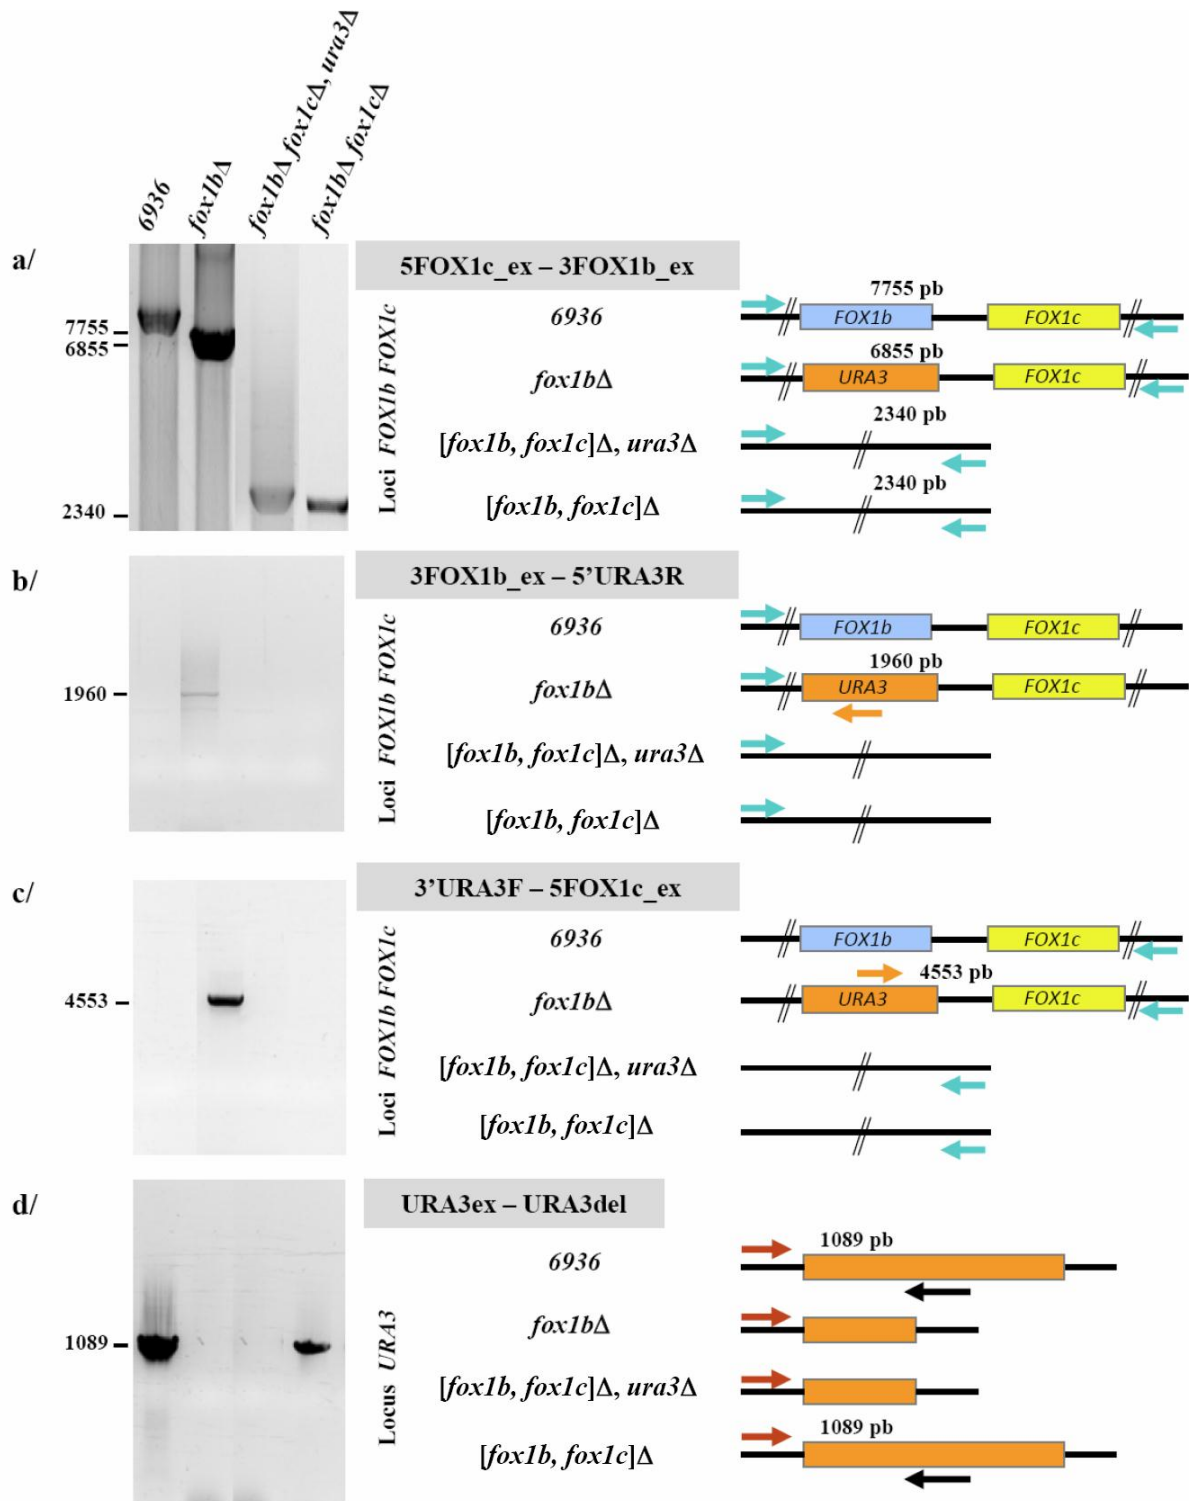 6936
fox1bΔ
fox1bΔ fox1cΔ, ura3Δ
fox1bΔ fox1cΔ
a/
5FOX1c_ex – 3FOX1b_ex
7755
6855
2340
Loci FOX1b FOX1c
6936
7755 pb
FOX1b
FOX1c
fox1bΔ
6855 pb
URA3
FOX1c
[fox1b, fox1c]Δ, ura3Δ
2340 pb
[fox1b, fox1c]Δ
2340 pb
b/
3FOX1b_ex – 5’URA3R
1960
Loci FOX1b FOX1c
6936
FOX1b
FOX1c
fox1bΔ
1960 pb
URA3
FOX1c
[fox1b, fox1c]Δ, ura3Δ
[fox1b, fox1c]Δ
c/
3’URA3F – 5FOX1c_ex
4553
Loci FOX1b FOX1c
6936
FOX1b
FOX1c
fox1bΔ
4553 pb
URA3
FOX1c
[fox1b, fox1c]Δ, ura3Δ
[fox1b, fox1c]Δ
d/
URA3ex – URA3del
1089
Locus URA3
6936
1089 pb
fox1bΔ
[fox1b, fox1c]Δ, ura3Δ
[fox1b, fox1c]Δ
1089 pb